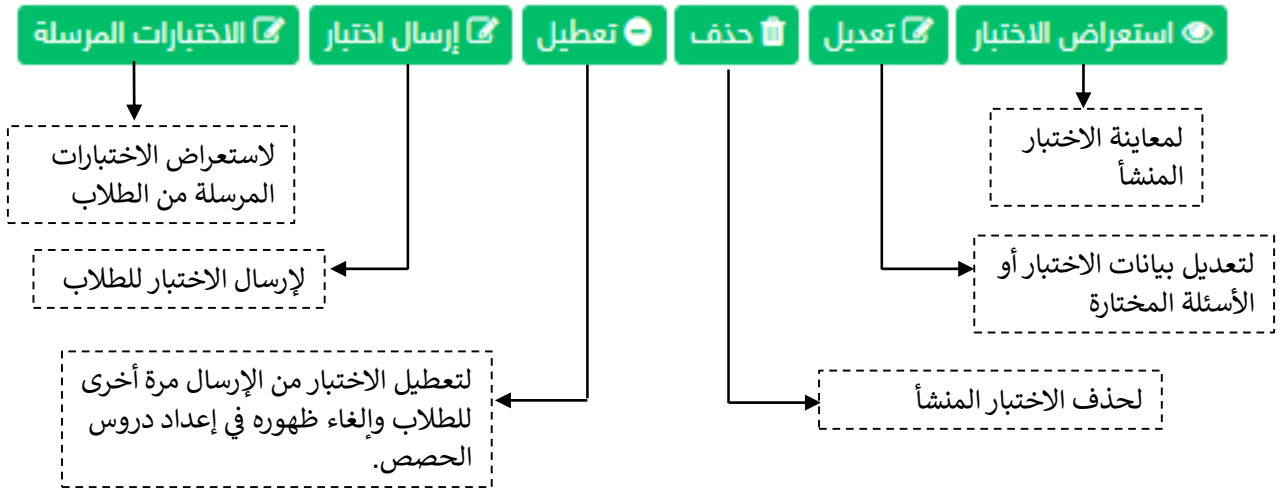 استعراض الاختبار
تعديل
حذف
تعطيل
إرسال اختبار
الاختبارات المرسلة
لمعاينة الاختبار
المنشأ
لاستعراض الاختبارات
المرسلة من الطلاب
لتعديل بيانات الاختبار أو
الأسئلة المختارة
لإرسال الاختبار للطلاب
لتعطيل الاختبار من الإرسال مرة أخرى
للطلاب وإلغاء ظهوره في إعداد دروس
الحصص.
لحذف الاختبار المنشأ